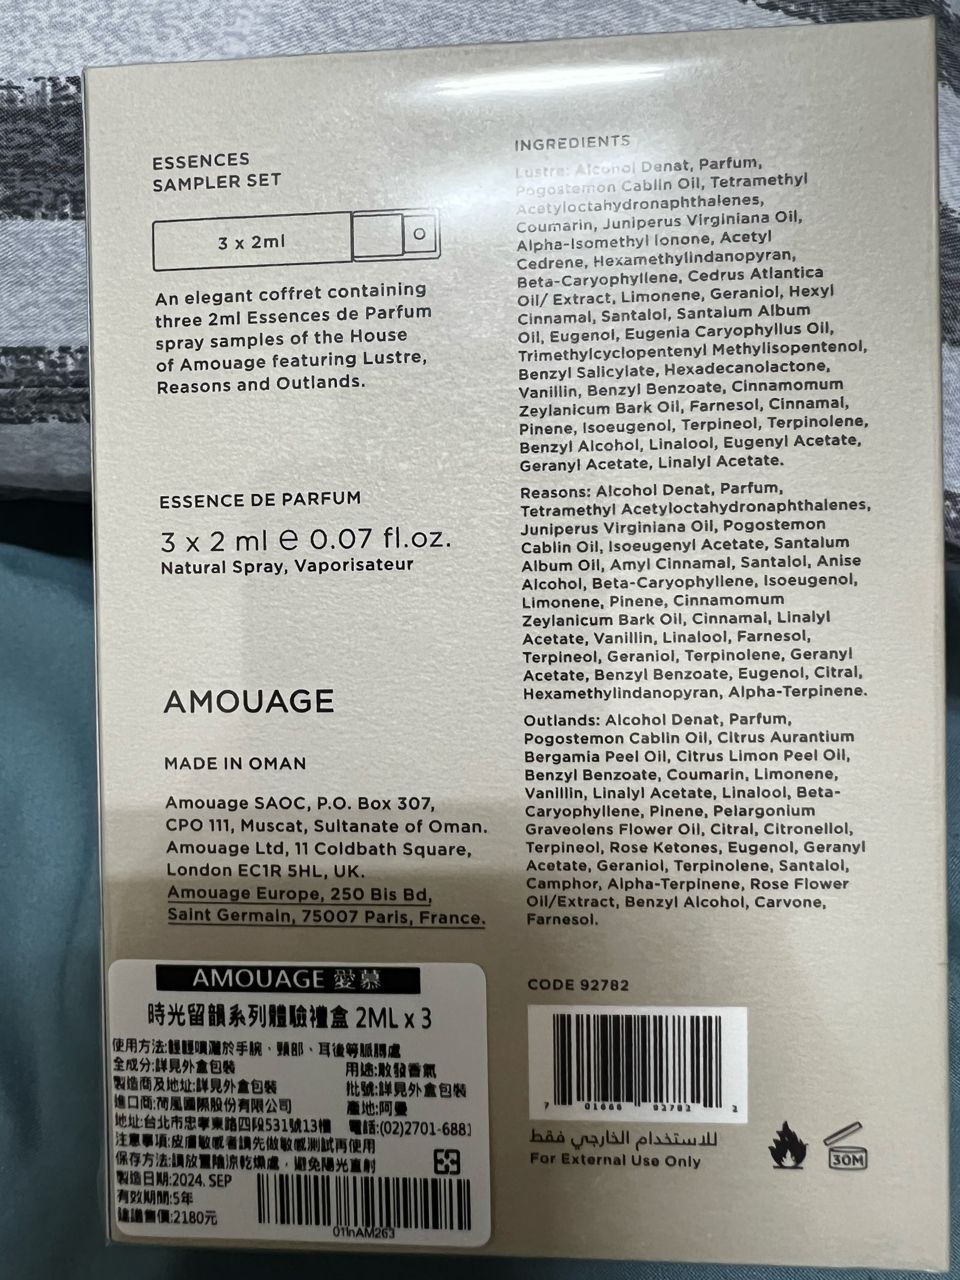 ESSENCES
SAMPLER SET
3 x 2ml
An elegant coffret containing
three 2ml Essences de Parfum
spray samples of the House
of Amouage featuring Lustre,
Reasons and Outlands.
ESSENCE DE PARFUM
3 x 2 ml e 0.07 fl.oz.
Natural Spray, Vaporisateur
AMOUAGE
MADE IN OMAN
Amouage SAOC, P.O. Box 307,
CPO 111, Muscat, Sultanate of Oman.
Amouage Ltd, 11 Coldbath Square,
London EC1R 5HL, UK.
Amouage Europe, 250 Bis Bd,
Saint Germain, 75007 Paris, France.
INGREDIENTS
Lustre: Alcohol Denat, Parfum,
Pogostemon Cablin Oil, Tetramethyl
Acetyloctahydronaphthalenes,
Coumarin, Juniperus Virginiana Oil,
Alpha-Isomethyl Ionone, Acetyl
Cedrene, Hexamethylindanopyran,
Beta-Caryophyllene, Cedrus Atlantica
Oil/ Extract, Limonene, Geraniol, Hexyl
Cinnamal, Santalol, Santalum Album
Oil, Eugenol, Eugenia Caryophyllus Oil,
Trimethylcyclopentenyl Methylisopentenol,
Benzyl Salicylate, Hexadecanolactone,
Vanillin, Benzyl Benzoate, Cinnamomum
Zeylanicum Bark Oil, Farnesol, Cinnamal,
Pinene, Isoeugenol, Terpineol, Terpinolene,
Benzyl Alcohol, Linalool, Eugenyl Acetate,
Geranyl Acetate, Linalyl Acetate.
Reasons: Alcohol Denat, Parfum,
Tetramethyl Acetyloctahydronaphthalenes,
Juniperus Virginiana Oil, Pogostemon
Cablin Oil, Isoeugenyl Acetate, Santalum
Album Oil, Amyl Cinnamal, Santalol, Anise
Alcohol, Beta-Caryophyllene, Isoeugenol,
Limonene, Pinene, Cinnamomum
Zeylanicum Bark Oil, Cinnamal, Linalyl
Acetate, Vanillin, Linalool, Farnesol,
Terpineol, Geraniol, Terpinolene, Geranyl
Acetate, Benzyl Benzoate, Eugenol, Citral,
Hexamethylindanopyran, Alpha-Terpinene.
Outlands: Alcohol Denat, Parfum,
Pogostemon Cablin Oil, Citrus Aurantium
Bergamia Peel Oil, Citrus Limon Peel Oil,
Benzyl Benzoate, Coumarin, Limonene,
Vanillin, Linalyl Acetate, Linalool, Beta-
Caryophyllene, Pinene, Pelargonium
Graveolens Flower Oil, Citral, Citronellol,
Terpineol, Rose Ketones, Eugenol, Geranyl
Acetate, Geraniol, Terpinolene, Santalol,
Camphor, Alpha-Terpinene, Rose Flower
Oil/Extract, Benzyl Alcohol, Carvone,
Farnesol.
CODE 92782
7 01666 92782 2
للاستخدام الخارجي فقط
For External Use Only
30M
AMOUAGE 愛慕
時光留韻系列體驗禮盒 2ML x 3
使用方法:輕輕噴灑於手腕、頸部、耳後等脈膊處
全成分:詳見外盒包裝 用途:散發香氣
製造商及地址:詳見外盒包裝 批號:詳見外盒包裝
進口商:荷風國際股份有限公司 產地:阿曼
地址:台北市忠孝東路四段531號13樓 電話:(02)2701-6881
注意事項:皮膚敏感者請先做敏感測試再使用
保存方法:請放置陰涼乾燥處，避免陽光直射
製造日期:2024. SEP
有效期間:5年
建議售價:2180元
011nAM263